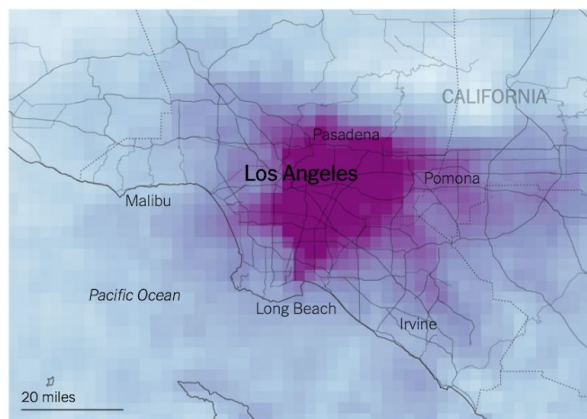 CALIFORNIA
Pasadena
Los Angeles
Pomona
Malibu
Pacific Ocean
Long Beach
Irvine
20 miles